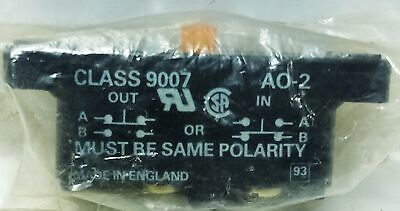 CLASS 9007 AO-2
OUT IN
A A
OR
B B
MUST BE SAME POLARITY
MADE IN ENGLAND 93